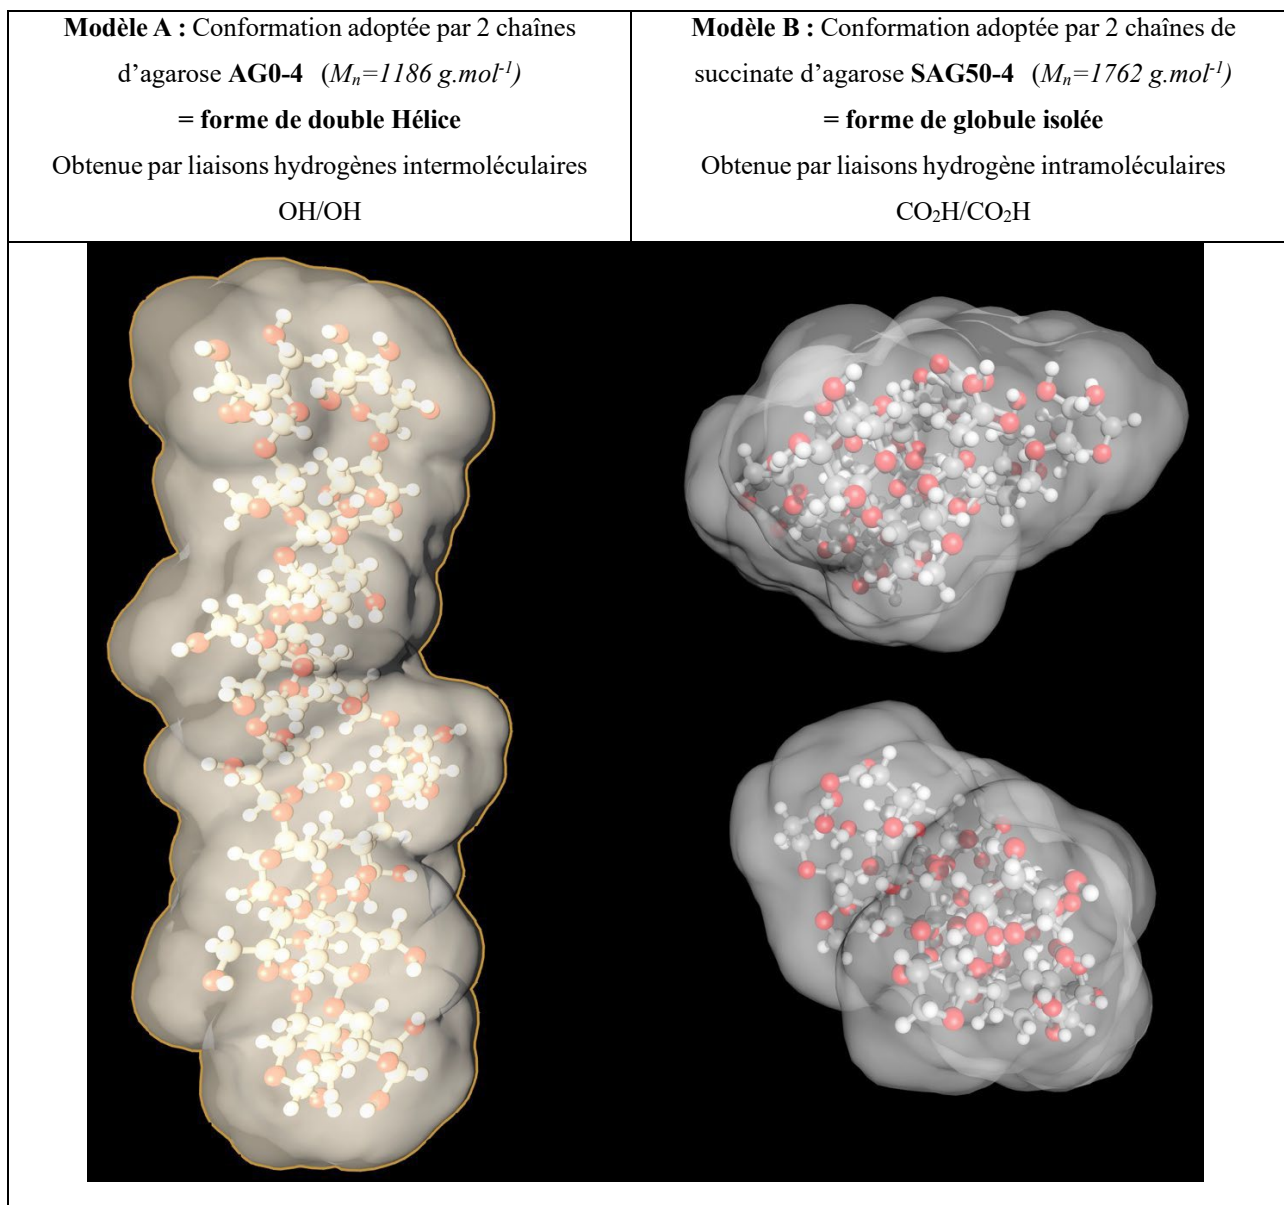 Modèle A : Conformation adoptée par 2 chaînes
d'agarose AG0-4 (Mn=1186 g.mol-1)
= forme de double Hélice
Obtenue par liaisons hydrogènes intermoléculaires
OH/OH
Modèle B : Conformation adoptée par 2 chaînes de
succinate d'agarose SAG50-4 (Mn=1762 g.mol-1)
= forme de globule isolée
Obtenue par liaisons hydrogène intramoléculaires
CO2H/CO2H